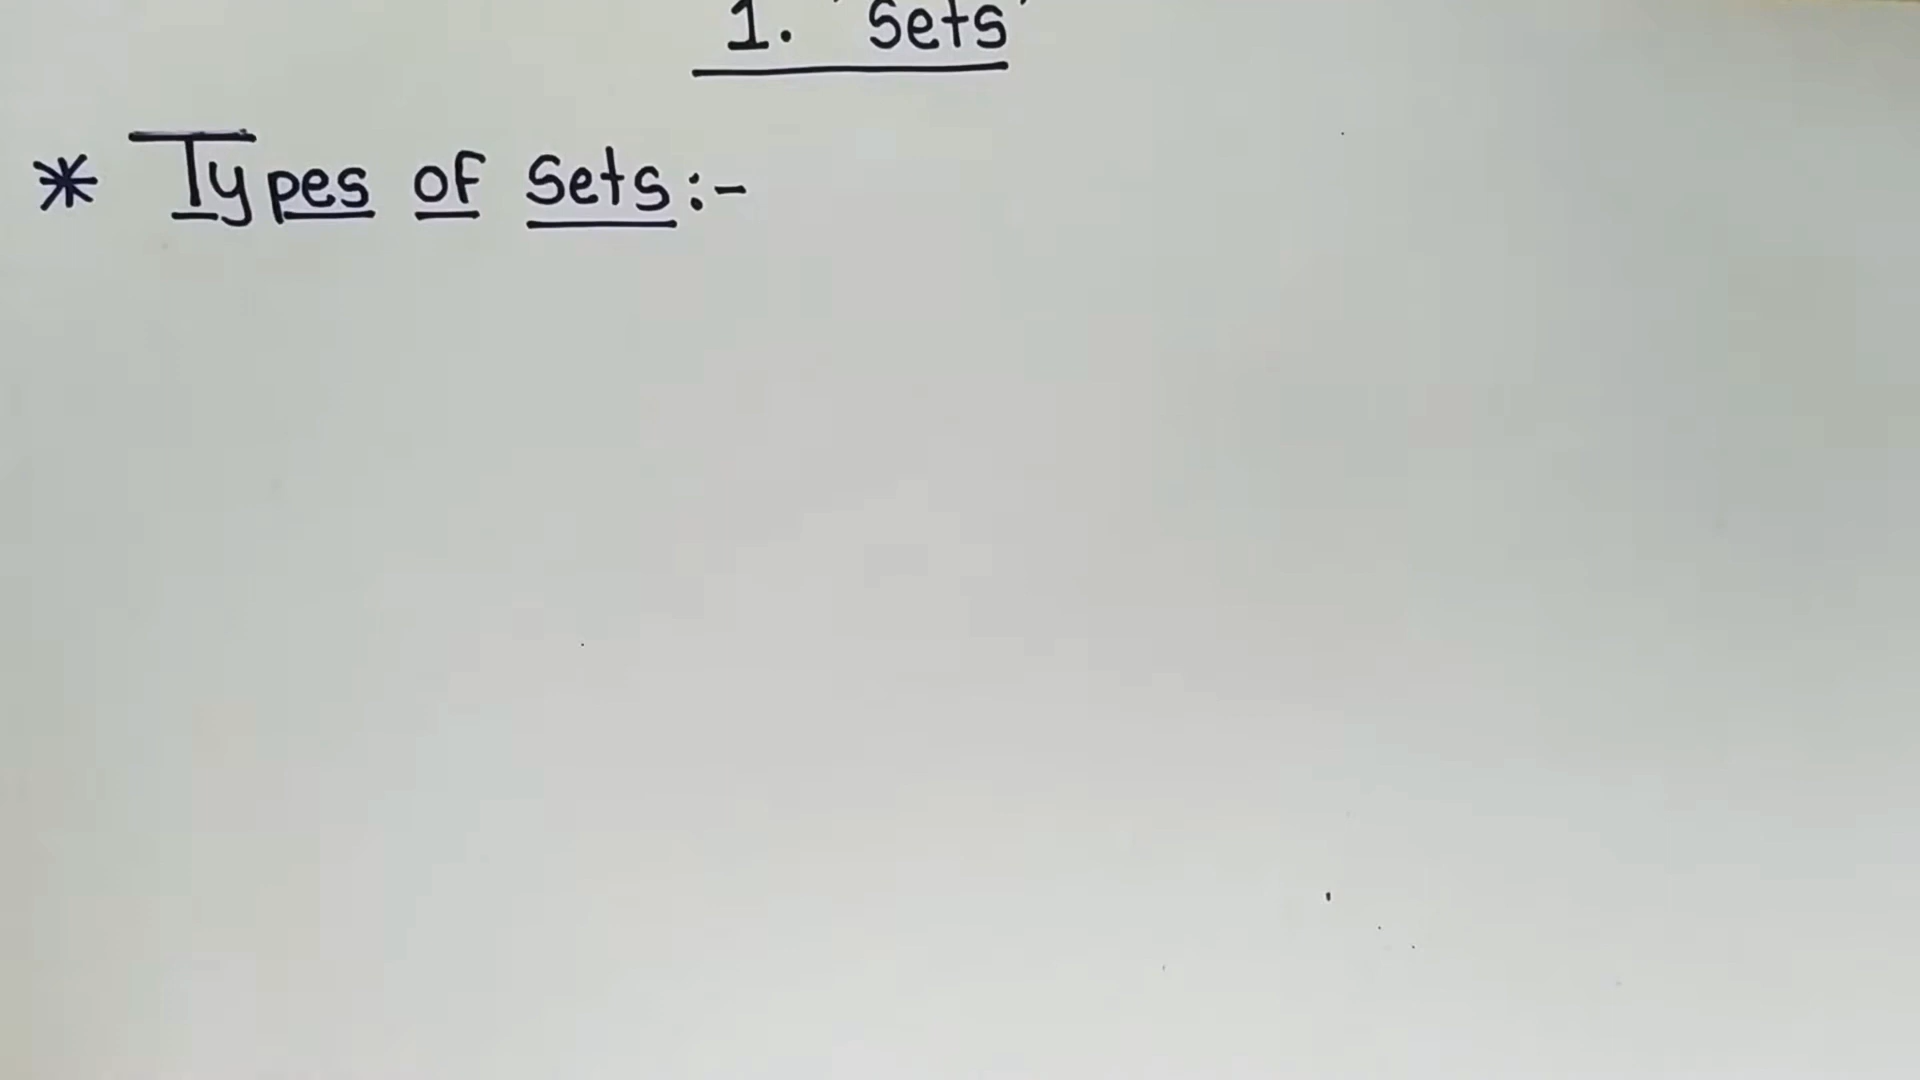 1. 'Sets'
* Types of Sets:-